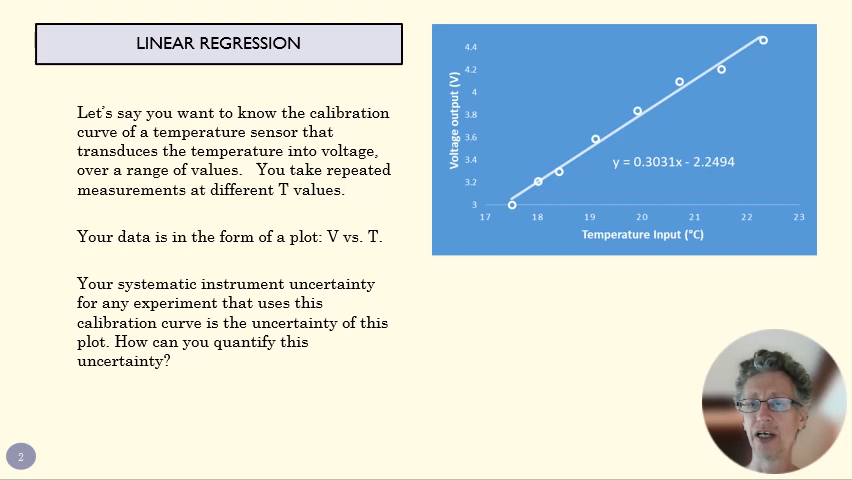 LINEAR REGRESSION
Let's say you want to know the calibration
curve of a temperature sensor that
transduces the temperature into voltage,
over a range of values. You take repeated
measurements at different T values.
Your data is in the form of a plot: V vs. T.
Your systematic instrument uncertainty
for any experiment that uses this
calibration curve is the uncertainty of this
plot. How can you quantify this
uncertainty?
Voltage output (V)
4.4
4.2
4
3.8
3.6
3.4
3.2
3
y = 0.3031x - 2.2494
17 18 19 20 21 22 23
Temperature Input (°C)
2